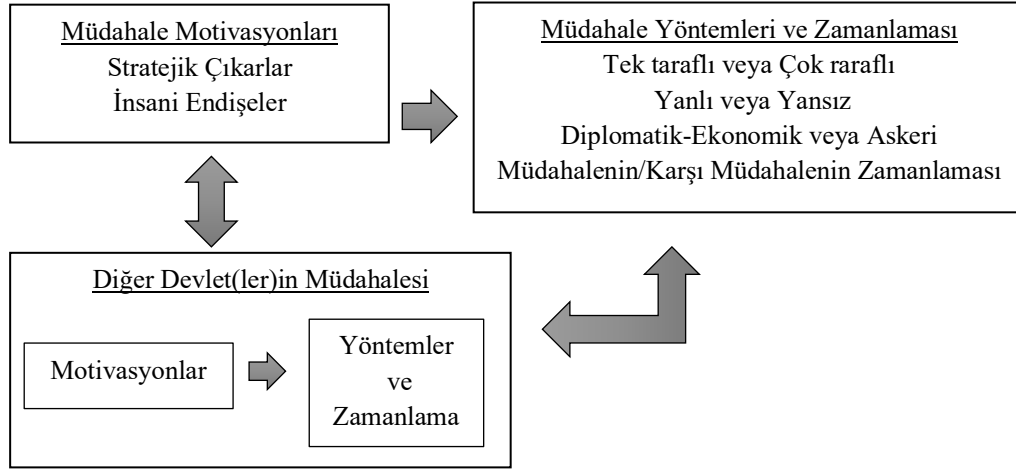 Müdahale Motivasyonları
Stratejik Çıkarlar
İnsani Endişeler
Müdahale Yöntemleri ve Zamanlaması
Tek taraflı veya Çok raraflı
Yanlı veya Yansız
Diplomatik-Ekonomik veya Askeri
Müdahalenin/Karşı Müdahalenin Zamanlaması
Diğer Devlet(ler)in Müdahalesi
Motivasyonlar
Yöntemler
ve
Zamanlama